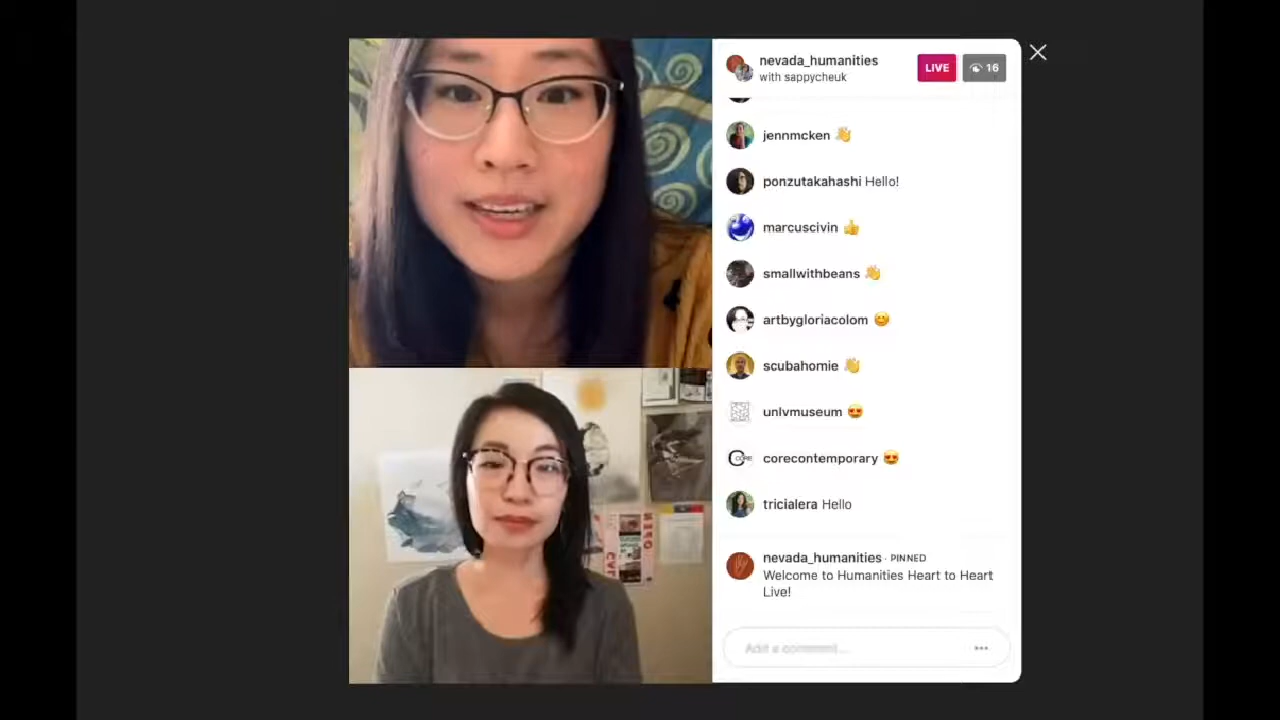 nevada_humanities
with sappycheuk
LIVE
16
jennmcken 👋
ponzutakahashi Hello!
marcuscivin 👍
smallwithbeans 👋
artbygloriacolom 😊
scubahomie 👋
unlvmuseum 😍
CORE
corecontemporary 😍
tricialera Hello
nevada_humanities · PINNED
Welcome to Humanities Heart to Heart
Live!
Add a comment...